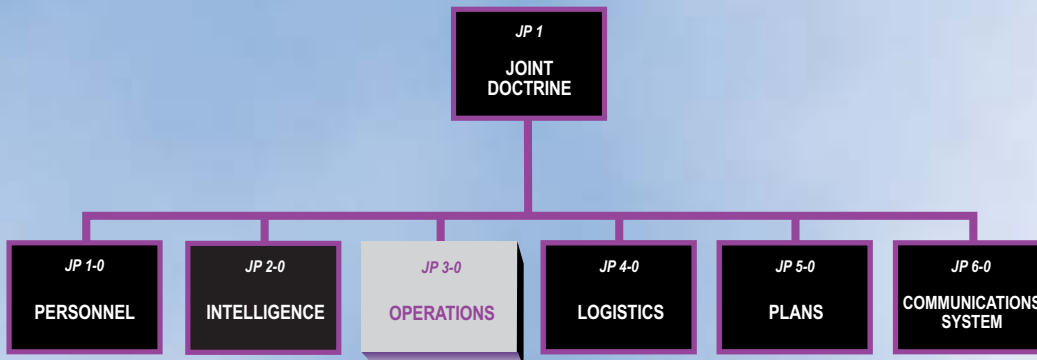 JP 1
JOINT
DOCTRINE
JP 1-0
PERSONNEL
JP 2-0
INTELLIGENCE
JP 3-0
OPERATIONS
JP 4-0
LOGISTICS
JP 5-0
PLANS
JP 6-0
COMMUNICATIONS
SYSTEM